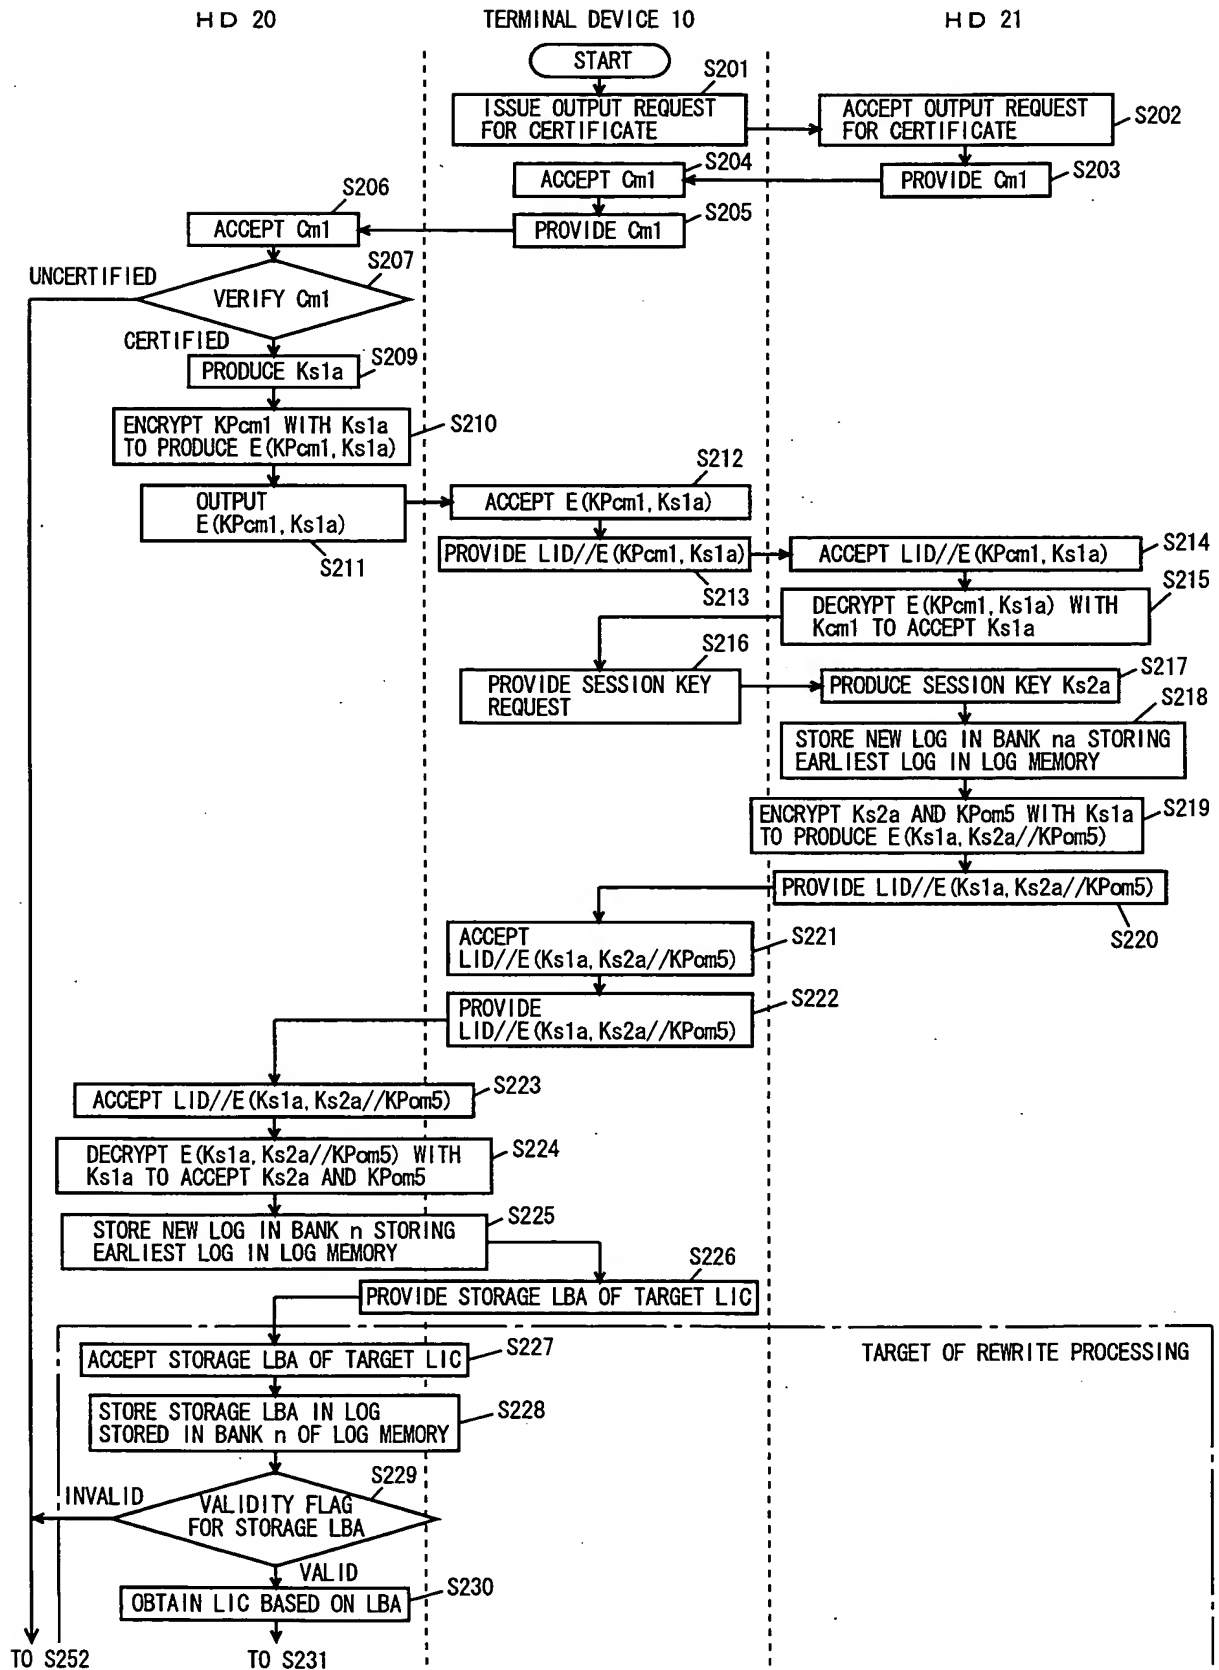 HD 20
TERMINAL DEVICE 10
HD 21
START
S201
ISSUE OUTPUT REQUEST
FOR CERTIFICATE
ACCEPT OUTPUT REQUEST
FOR CERTIFICATE
S202
S204
ACCEPT Cm1
PROVIDE Cm1
S203
S206
ACCEPT Cm1
PROVIDE Cm1
S205
UNCERTIFIED
S207
VERIFY Cm1
CERTIFIED
S209
PRODUCE Ks1a
ENCRYPT KPcm1 WITH Ks1a
TO PRODUCE E(KPcm1, Ks1a)
S210
S212
OUTPUT
E(KPcm1, Ks1a)
S211
ACCEPT E(KPcm1, Ks1a)
PROVIDE LID//E(KPcm1, Ks1a)
S213
ACCEPT LID//E(KPcm1, Ks1a)
S214
DECRYPT E(KPcm1, Ks1a) WITH
Kcm1 TO ACCEPT Ks1a
S215
S216
PROVIDE SESSION KEY
REQUEST
PRODUCE SESSION KEY Ks2a
S217
S218
STORE NEW LOG IN BANK na STORING
EARLIEST LOG IN LOG MEMORY
ENCRYPT Ks2a AND KPom5 WITH Ks1a
TO PRODUCE E(Ks1a, Ks2a//KPom5)
S219
PROVIDE LID//E(Ks1a, Ks2a//KPom5)
S220
ACCEPT
LID//E(Ks1a, Ks2a//KPom5)
S221
PROVIDE
LID//E(Ks1a, Ks2a//KPom5)
S222
ACCEPT LID//E(Ks1a, Ks2a//KPom5)
S223
DECRYPT E(Ks1a, Ks2a//KPom5) WITH
Ks1a TO ACCEPT Ks2a AND KPom5
S224
STORE NEW LOG IN BANK n STORING
EARLIEST LOG IN LOG MEMORY
S225
S226
PROVIDE STORAGE LBA OF TARGET LIC
TARGET OF REWRITE PROCESSING
ACCEPT STORAGE LBA OF TARGET LIC
S227
STORE STORAGE LBA IN LOG
STORED IN BANK n OF LOG MEMORY
S228
INVALID
S229
VALIDITY FLAG
FOR STORAGE LBA
VALID
OBTAIN LIC BASED ON LBA
S230
TO S252
TO S231